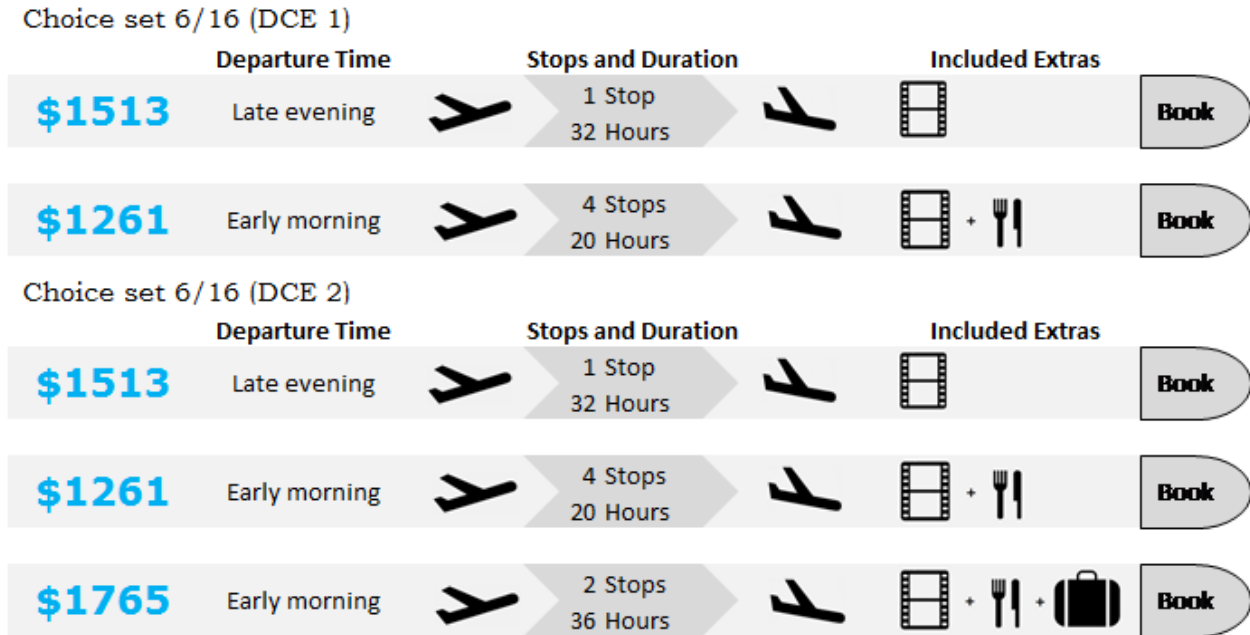 Choice set 6/16 (DCE 1)
Departure Time Stops and Duration Included Extras
$1513 Late evening 1 Stop 32 Hours Book
$1261 Early morning 4 Stops 20 Hours + Book
Choice set 6/16 (DCE 2)
Departure Time Stops and Duration Included Extras
$1513 Late evening 1 Stop 32 Hours Book
$1261 Early morning 4 Stops 20 Hours + Book
$1765 Early morning 2 Stops 36 Hours + + Book